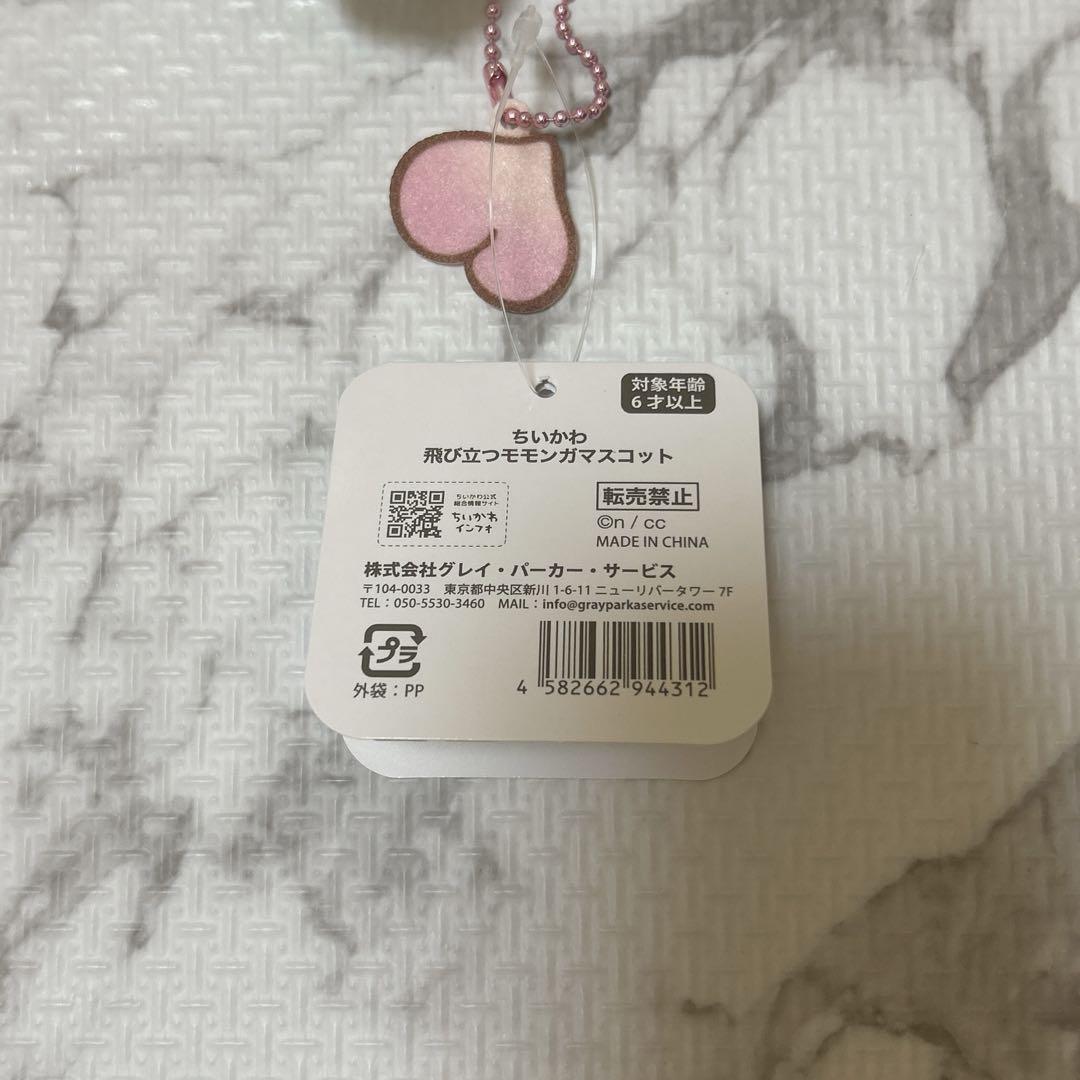 対象年齢
6才以上
ちいかわ
飛び立つモモンガマスコット
ちいかわ公式
総合情報サイト
ちいかわ
インフォ
転売禁止
©n / cc
MADE IN CHINA
株式会社グレイ・パーカー・サービス
〒104-0033 東京都中央区新川 1-6-11 ニューリバータワー 7F
TEL：050-5530-3460 MAIL：info@grayparkaservice.com
プラ
外袋：PP
4 582662 944312